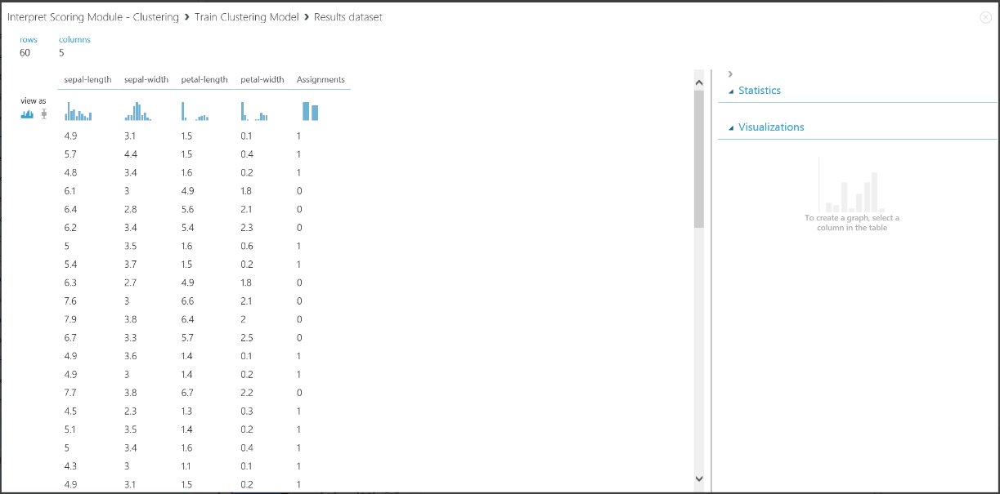 Interpret Scoring Module - Clustering › Train Clustering Model › Results dataset
rows columns
60 5
sepal-length sepal-width petal-length petal-width Assignments
view as
4.9 3.1 1.5 0.1 1
5.7 4.4 1.5 0.4 1
4.8 3.4 1.6 0.2 1
6.1 3 4.9 1.8 0
6.4 2.8 5.6 2.1 0
6.2 3.4 5.4 2.3 0
5 3.5 1.6 0.6 1
5.4 3.7 1.5 0.2 1
6.3 2.7 4.9 1.8 0
7.6 3 6.6 2.1 0
7.9 3.8 6.4 2 0
6.7 3.3 5.7 2.5 0
4.9 3.6 1.4 0.1 1
4.9 3 1.4 0.2 1
7.7 3.8 6.7 2.2 0
4.5 2.3 1.3 0.3 1
5.1 3.5 1.4 0.2 1
5 3.4 1.6 0.4 1
4.3 3 1.1 0.1 1
4.9 3.1 1.5 0.2 1
Statistics
Visualizations
To create a graph, select a
column in the table